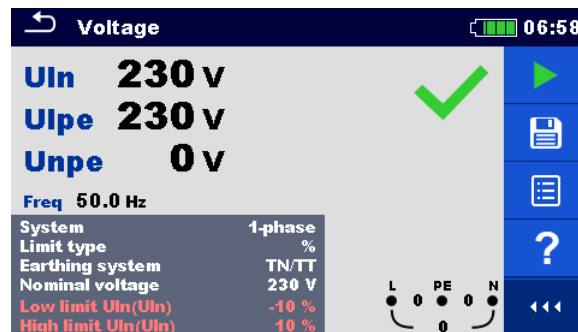 Voltage 06:58
Uln 230 V
Ulpe 230 V
Unpe 0 V
Freq 50.0 Hz
System 1-phase
Limit type %
Earthing system TN/TT
Nominal voltage 230 V
Low limit Uln(Uln) -10 %
High limit Uln(Uln) 10 %
L PE N
0 0
0
?